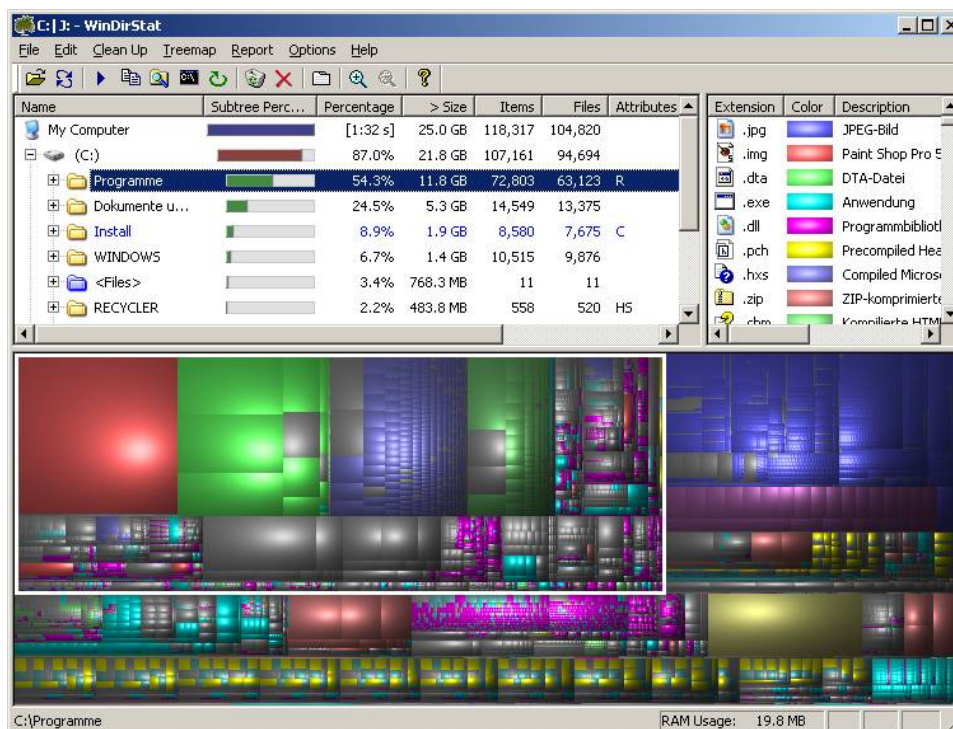 C:|J: - WinDirStat
File Edit Clean Up Treemap Report Options Help
Name Subtree Perc... Percentage > Size Items Files Attributes
My Computer [1:32 s] 25.0 GB 118,317 104,820
(C:) 87.0% 21.8 GB 107,161 94,694
Programme 54.3% 11.8 GB 72,803 63,123 R
Dokumente u... 24.5% 5.3 GB 14,549 13,375
Install 8.9% 1.9 GB 8,580 7,675 C
WINDOWS 6.7% 1.4 GB 10,515 9,876
<Files> 3.4% 768.3 MB 11 11
RECYCLER 2.2% 483.8 MB 558 520 HS
Extension Color Description
.jpg JPEG-Bild
.img Paint Shop Pro 5
.dta DTA-Datei
.exe Anwendung
.dll Programmbibliot
.pch Precompiled Hea
.hxs Compiled Micros
.zip ZIP-komprimierte
.chm Kompilierte HTM
C:\Programme
RAM Usage: 19.8 MB